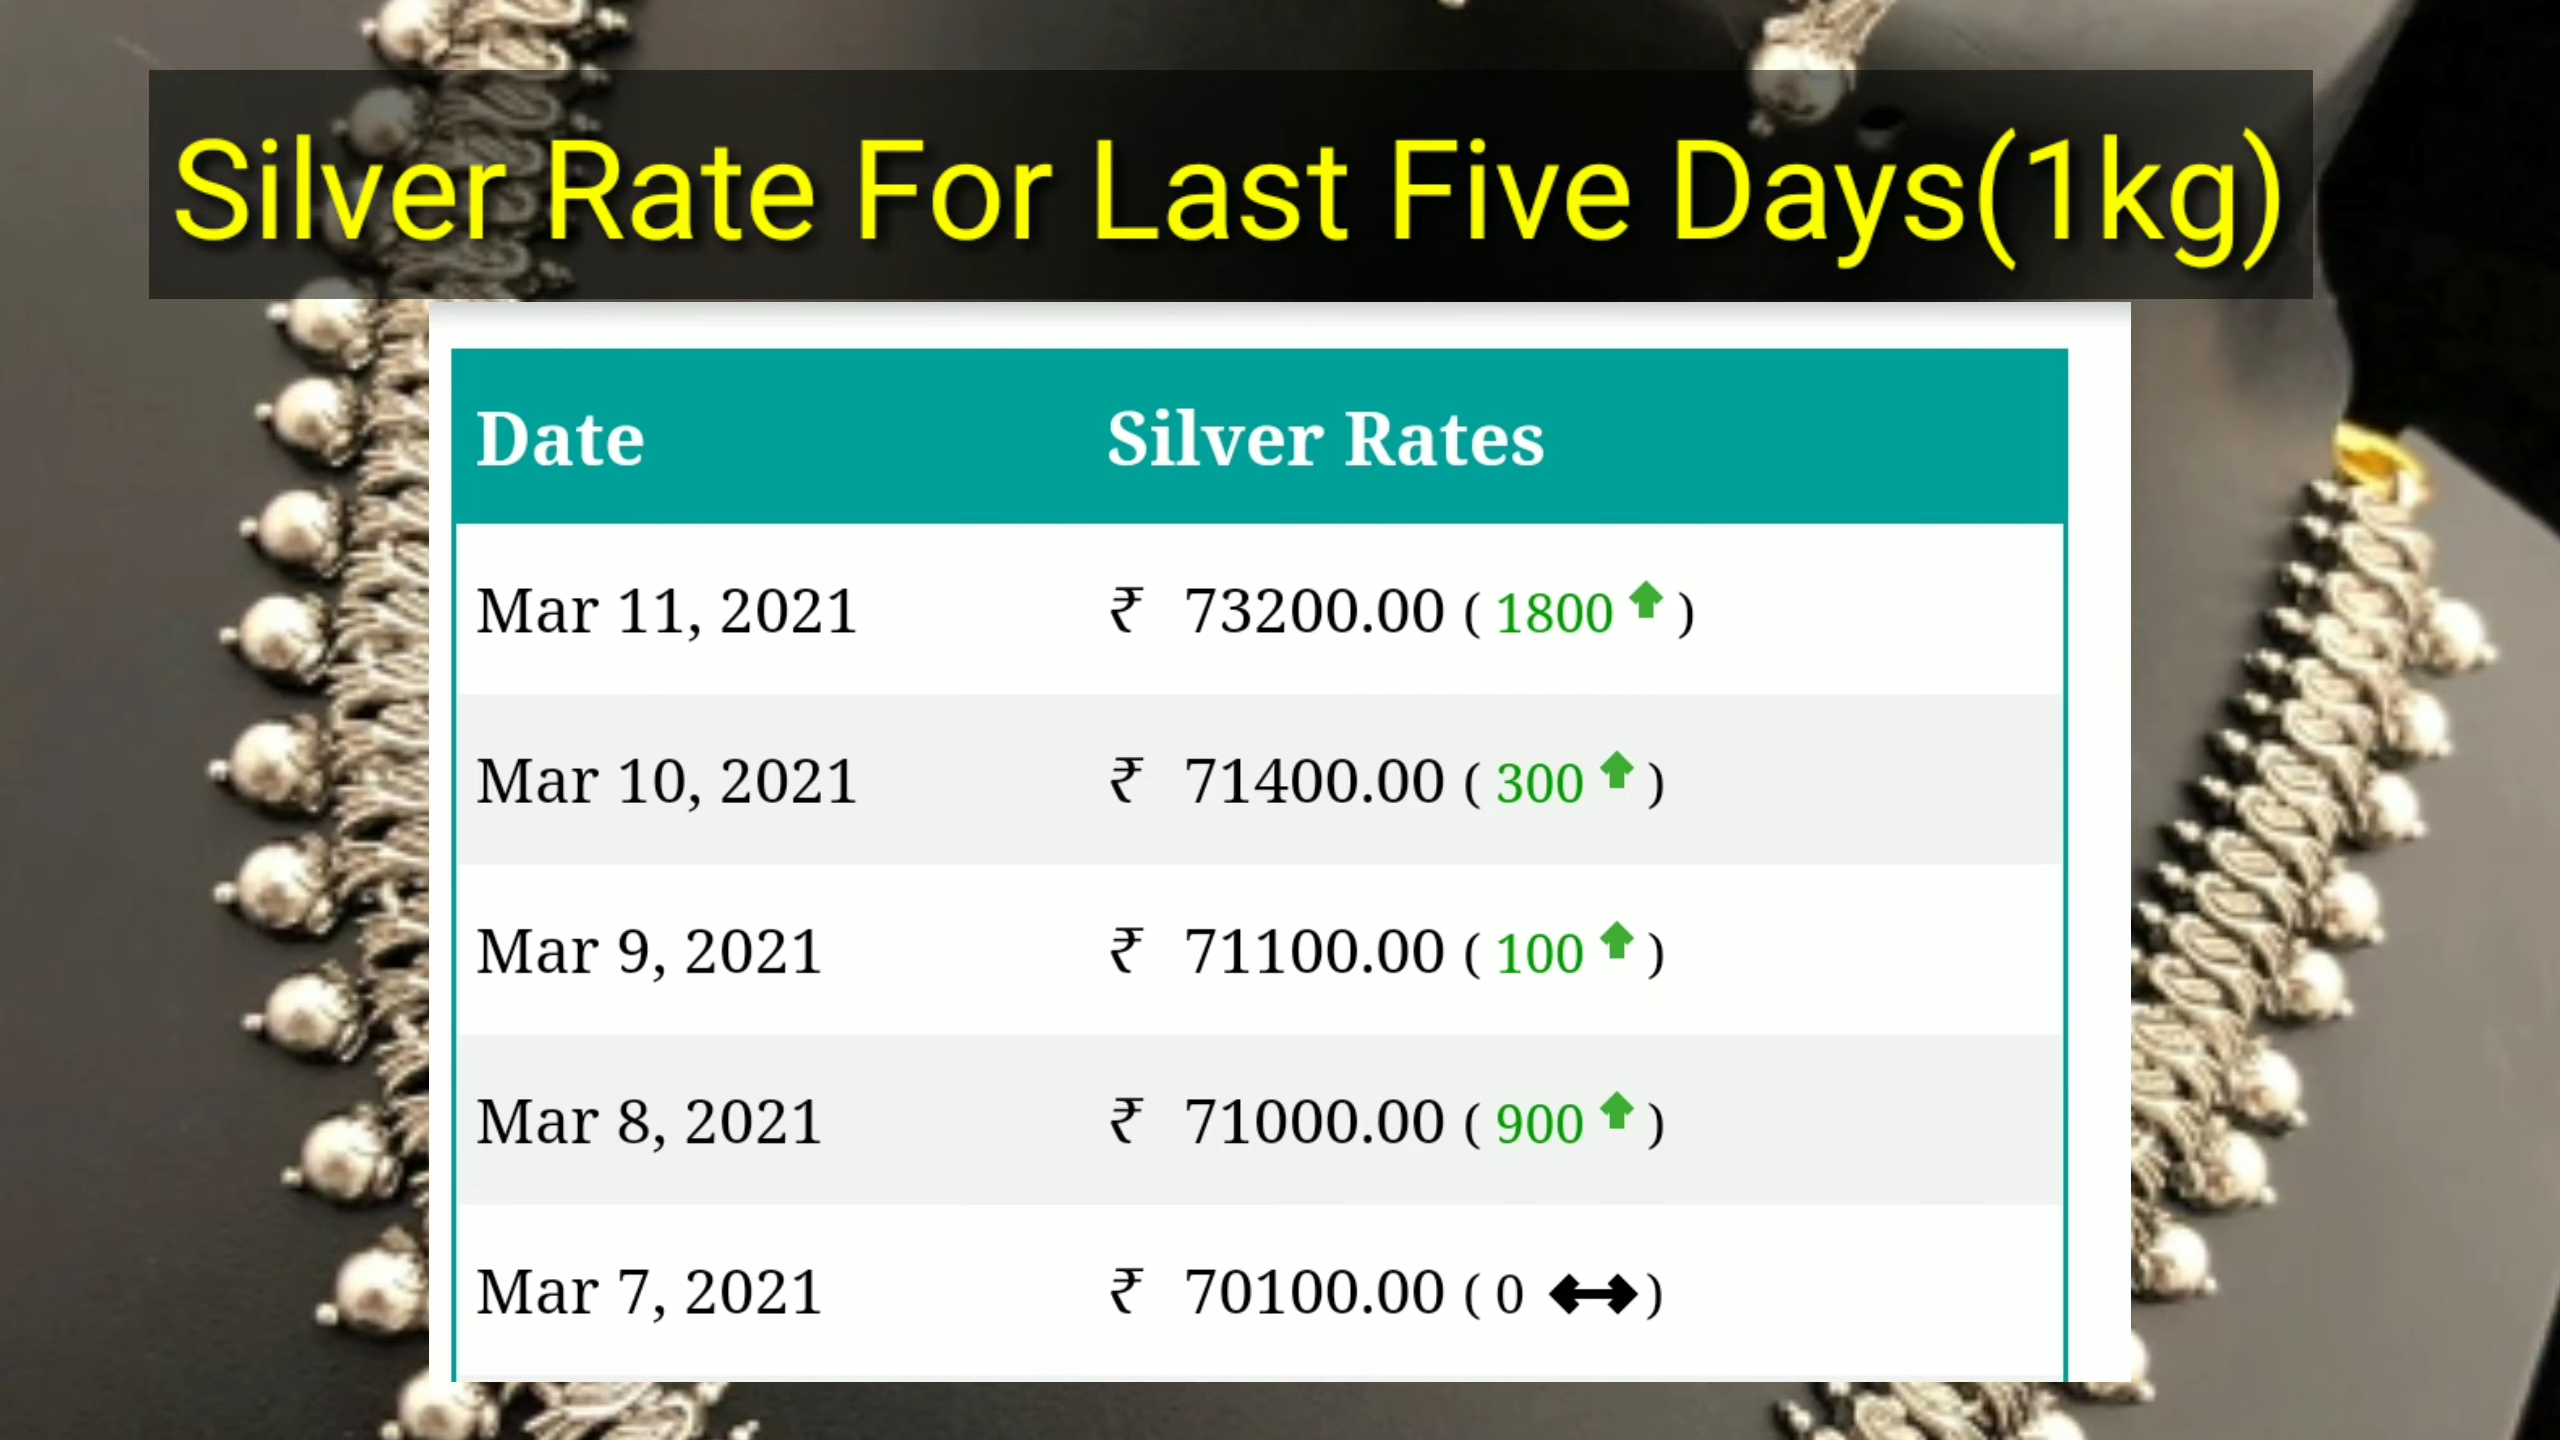 Silver Rate For Last Five Days(1kg)
Date Silver Rates
Mar 11, 2021 ₹ 73200.00 ( 1800 ⬆ )
Mar 10, 2021 ₹ 71400.00 ( 300 ⬆ )
Mar 9, 2021 ₹ 71100.00 ( 100 ⬆ )
Mar 8, 2021 ₹ 71000.00 ( 900 ⬆ )
Mar 7, 2021 ₹ 70100.00 ( 0 ↔ )